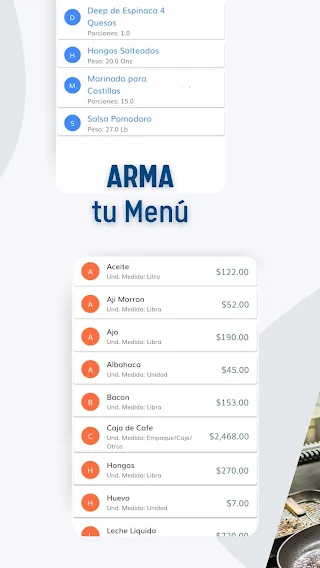 D
Deep de Espinaca 4
Quesos
Porciones: 1.0
H
Hongos Salteados
Peso: 20.0 Onz
M
Marinado para
Costillas
Porciones: 15.0
S
Salsa Pomodoro
Peso: 27.0 Lb
ARMA
tu Menú
A
Aceite
Und. Medida: Litro
$122.00
A
Aji Morron
Und. Medida: Libra
$52.00
A
Ajo
Und. Medida: Libra
$190.00
A
Albahaca
Und. Medida: Unidad
$45.00
B
Bacon
Und. Medida: Libra
$153.00
C
Caja de Cafe
Und. Medida: Empaque/Caja/
Otros
$2,468.00
H
Hongos
Und. Medida: Libra
$270.00
H
Huevo
Und. Medida: Unidad
$7.00
L
Leche Liquida